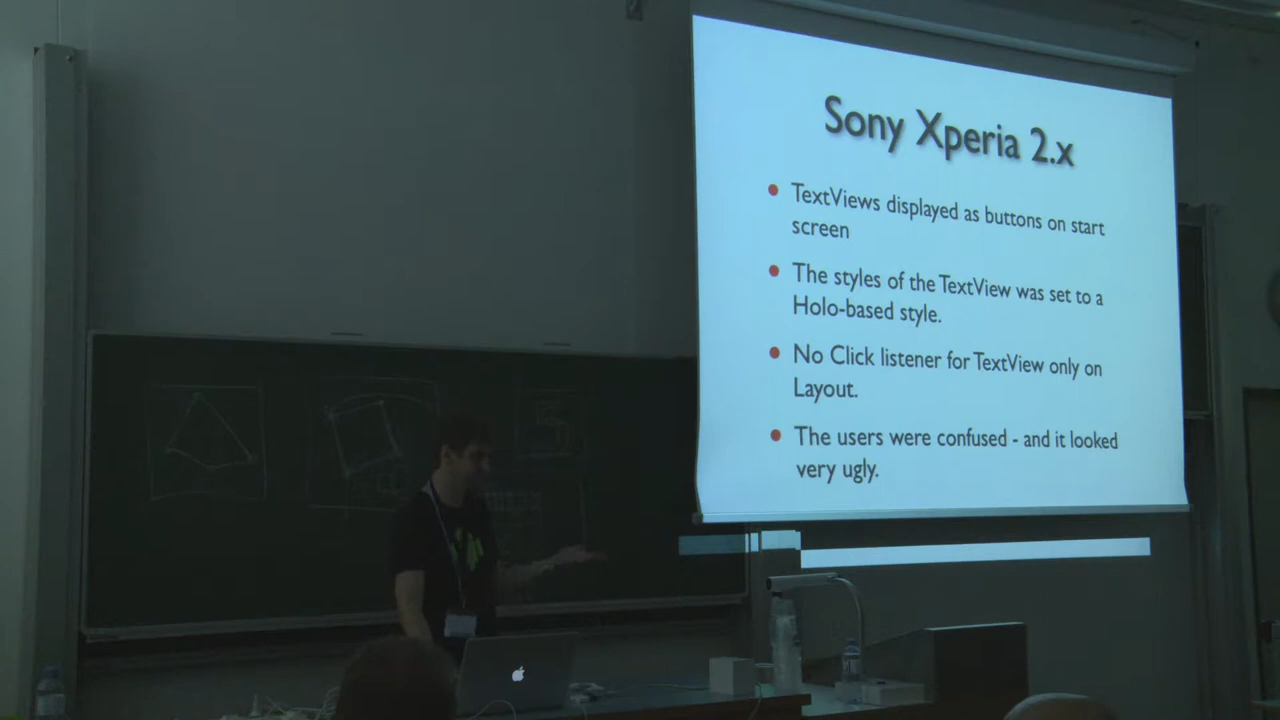 Sony Xperia 2.x
TextViews displayed as buttons on start
screen
The styles of the TextView was set to a
Holo-based style.
No Click listener for TextView only on
Layout.
The users were confused - and it looked
very ugly.